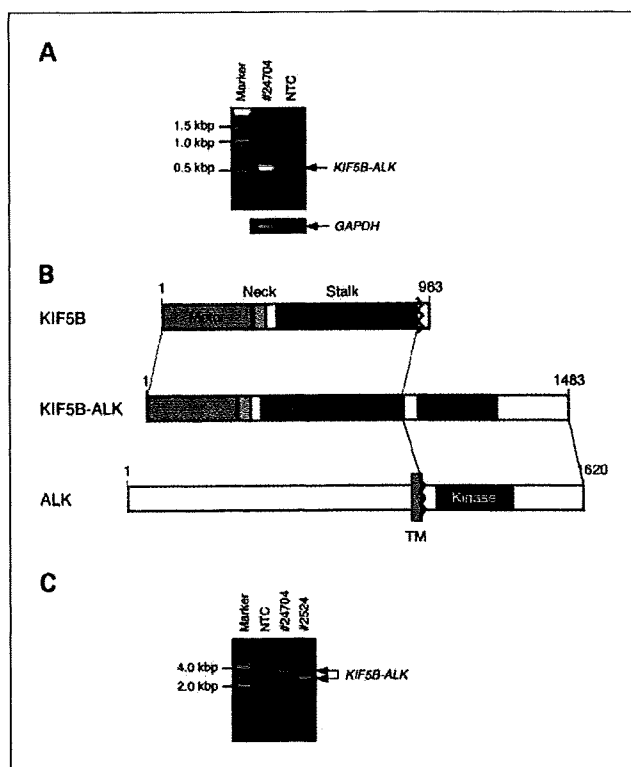 A
Marker
#24704
NTC
1.5 kbp
1.0 kbp
0.5 kbp
KIF5B-ALK
GAPDH
B
1
Neck
Stalk
963
KIF5B
1
1483
KIF5B-ALK
1
1620
ALK
Kinase
TM
C
Marker
NTC
#24704
#2524
4.0 kbp
2.0 kbp
KIF5B-ALK